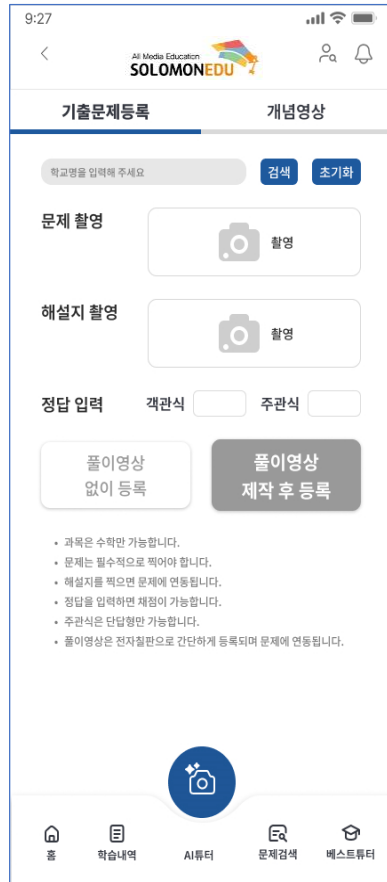 9:27
All Media Education
SOLOMONEDU
기출문제등록
개념영상
학교명을 입력해 주세요
검색
초기화
문제 촬영
촬영
해설지 촬영
촬영
정답 입력
객관식
주관식
풀이영상
없이 등록
풀이영상
제작 후 등록
• 과목은 수학만 가능합니다.
• 문제는 필수적으로 찍어야 합니다.
• 해설지를 찍으면 문제에 연동됩니다.
• 정답을 입력하면 채점이 가능합니다.
• 주관식은 단답형만 가능합니다.
• 풀이영상은 전자칠판으로 간단하게 등록되며 문제에 연동됩니다.
홈
학습내역
AI튜터
문제검색
베스트튜터